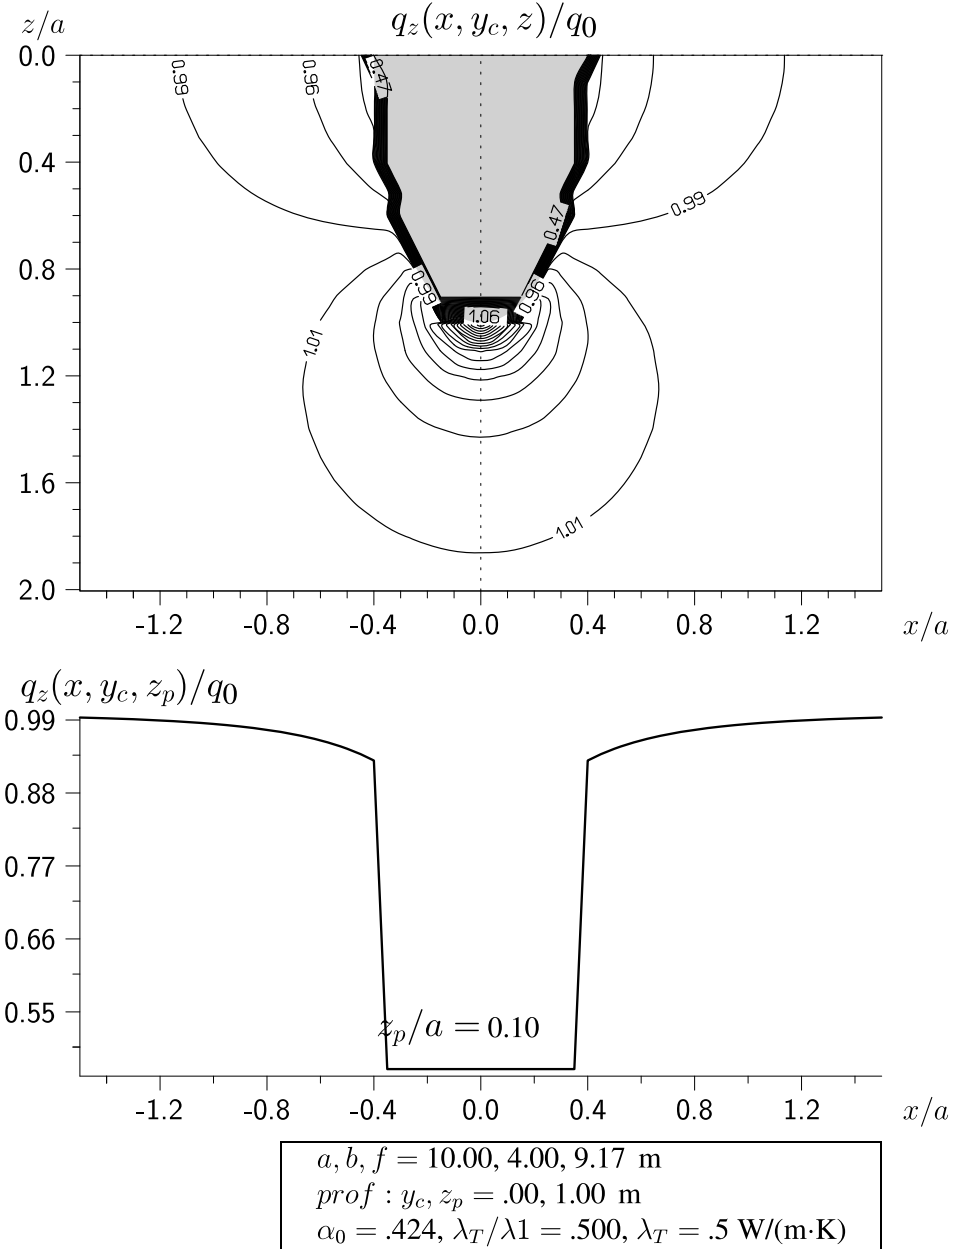 z/a
q_z(x, y_c, z)/q_0
0.0
0.99 0.96 0.47
0.4
0.47 0.99
0.8
0.99 0.96
1.06
1.01
1.2
1.6
1.01
2.0
-1.2 -0.8 -0.4 0.0 0.4 0.8 1.2 x/a
q_z(x, y_c, z_p)/q_0
0.99
0.88
0.77
0.66
0.55
z_p/a = 0.10
-1.2 -0.8 -0.4 0.0 0.4 0.8 1.2 x/a
a, b, f = 10.00, 4.00, 9.17 m
prof : y_c, z_p = .00, 1.00 m
α_0 = .424, λ_T/λ1 = .500, λ_T = .5 W/(m·K)